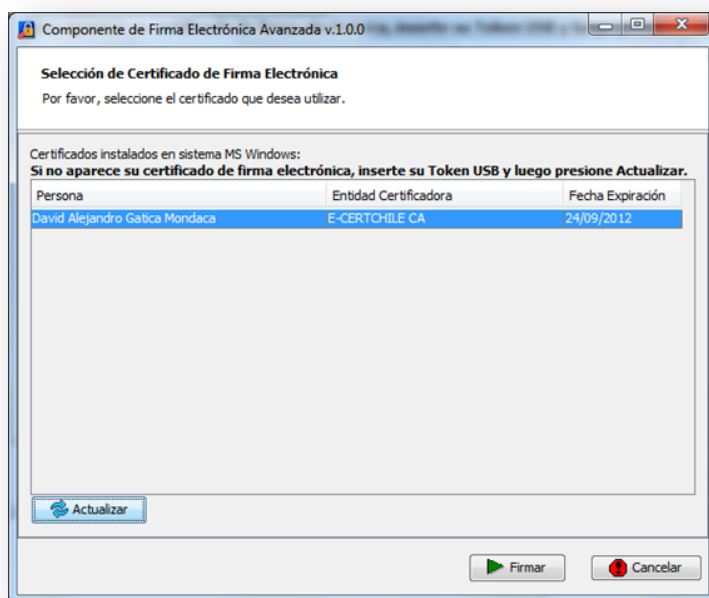 Componente de Firma Electrónica Avanzada v.1.0.0
Selección de Certificado de Firma Electrónica
Por favor, seleccione el certificado que desea utilizar.
Certificados instalados en sistema MS Windows:
Si no aparece su certificado de firma electrónica, inserte su Token USB y luego presione Actualizar.
Persona Entidad Certificadora Fecha Expiración
David Alejandro Gatica Mondaca E-CERTCHILE CA 24/09/2012
Actualizar
Firmar Cancelar